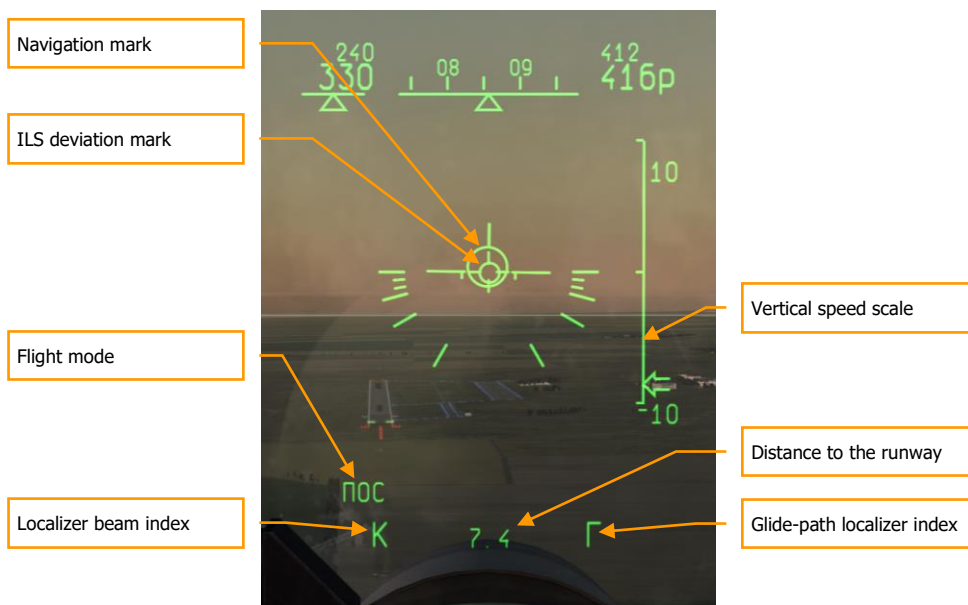 Navigation mark
240
330
08 09
412
416р
ILS deviation mark
10
Vertical speed scale
Flight mode
-10
Distance to the runway
ПОС
Localizer beam index
К
7.4
Г
Glide-path localizer index